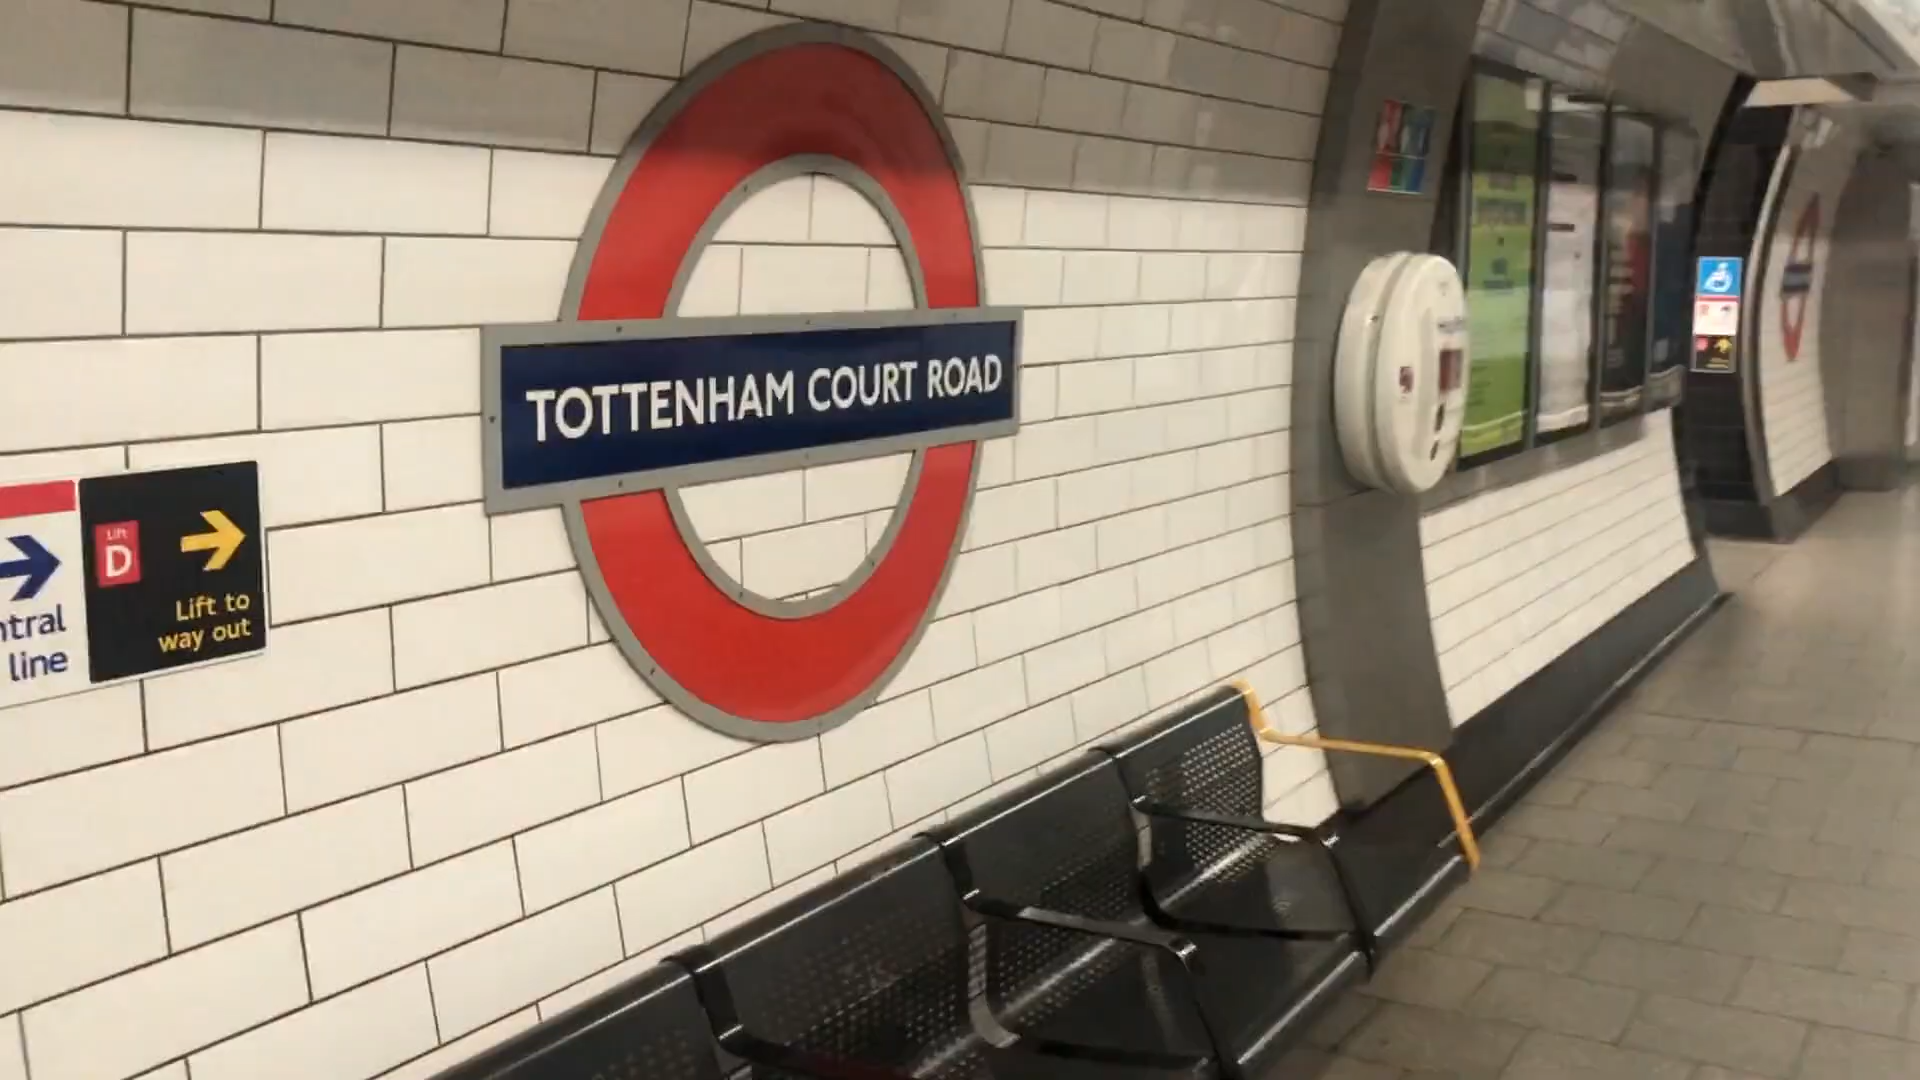 TOTTENHAM COURT ROAD
ntral
line
Lift
D
Lift to
way out